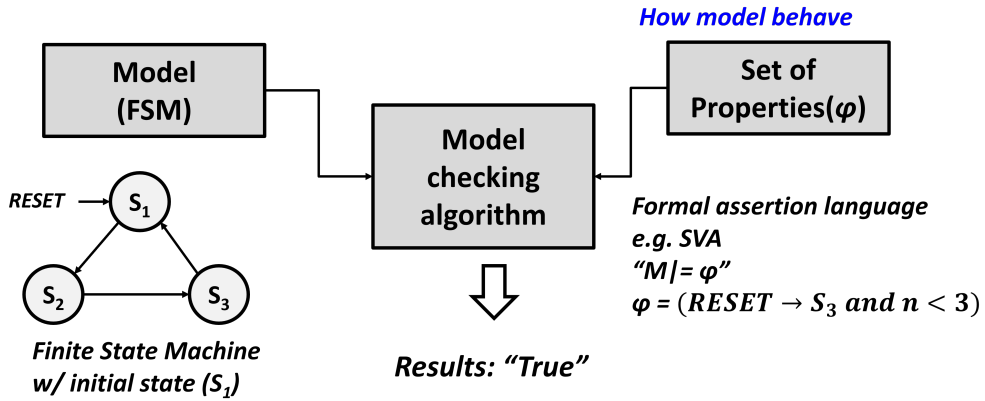 How model behave
Model
(FSM)
Set of
Properties(φ)
Model
checking
algorithm
RESET
S₁
S₂
S₃
Formal assertion language
e.g. SVA
“M|= φ”
φ = (RESET → S₃ and n < 3)
Finite State Machine
w/ initial state (S₁)
Results: “True”